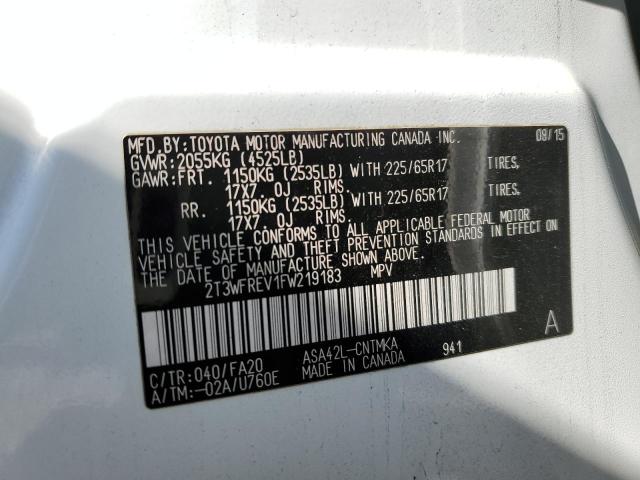 MFD.BY:TOYOTA MOTOR MANUFACTURING CANADA INC. 09/15
GVWR:2055KG (4525LB)
GAWR:FRT. 1150KG (2535LB) WITH 225/65R17 TIRES,
17X7.0J RIMS.
RR. 1150KG (2535LB) WITH 225/65R17 TIRES,
17X7.0J RIMS.
THIS VEHICLE CONFORMS TO ALL APPLICABLE FEDERAL MOTOR
VEHICLE SAFETY AND THEFT PREVENTION STANDARDS IN EFFECT ON
THE DATE OF MANUFACTURE SHOWN ABOVE.
2T3WFREV1FW219183 MPV
A
C/TR:040/FA20 ASA42L-CNTMKA 941
A/TM:-02A/U760E MADE IN CANADA